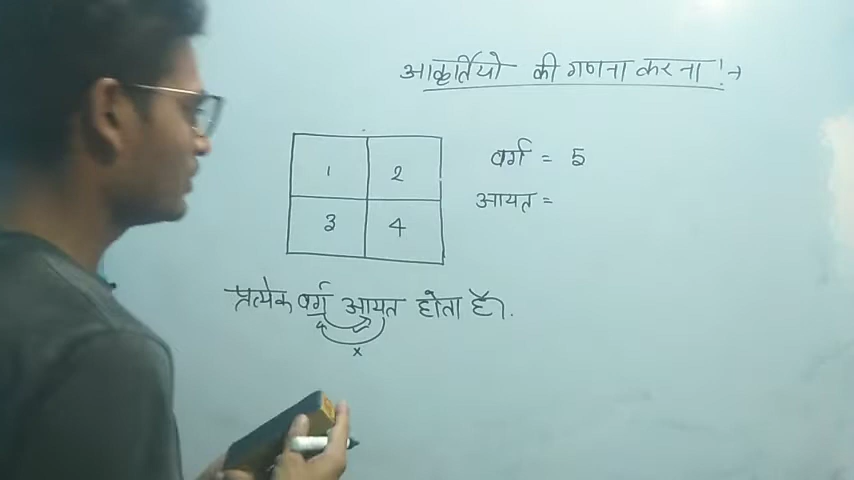 आकृर्तियो की गणना करना !→
1 2
3 4
वर्ग = 5
आयत =
प्रत्येक वर्ग आयत होता है।.
x